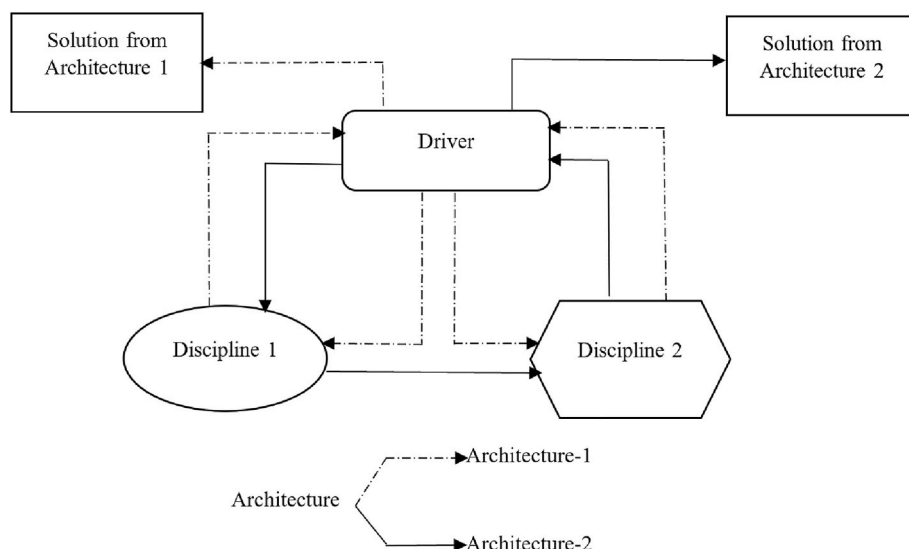 Solution from
Architecture 1
Solution from
Architecture 2
Driver
Discipline 1
Discipline 2
Architecture-1
Architecture
Architecture-2